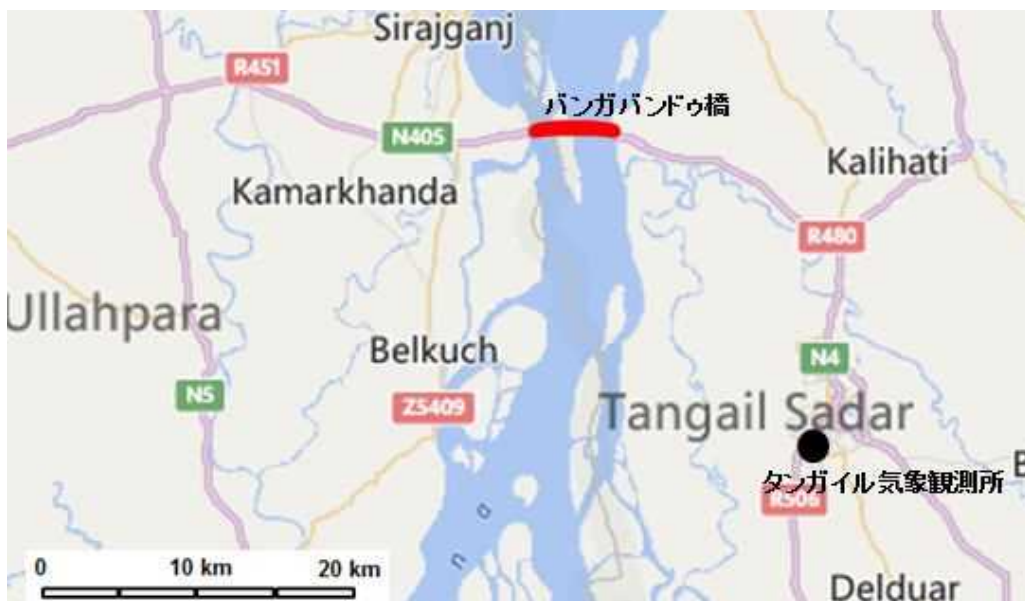 Sirajganj
R451
バンガバンドゥ橋
N405
Kalihati
Kamarkhanda
R480
Ullahpara
Belkuch
N4
N5
Z5409
Tangail Sadar
タンガイル気象観測所
R506
n a
0 10 km 20 km
Delduar